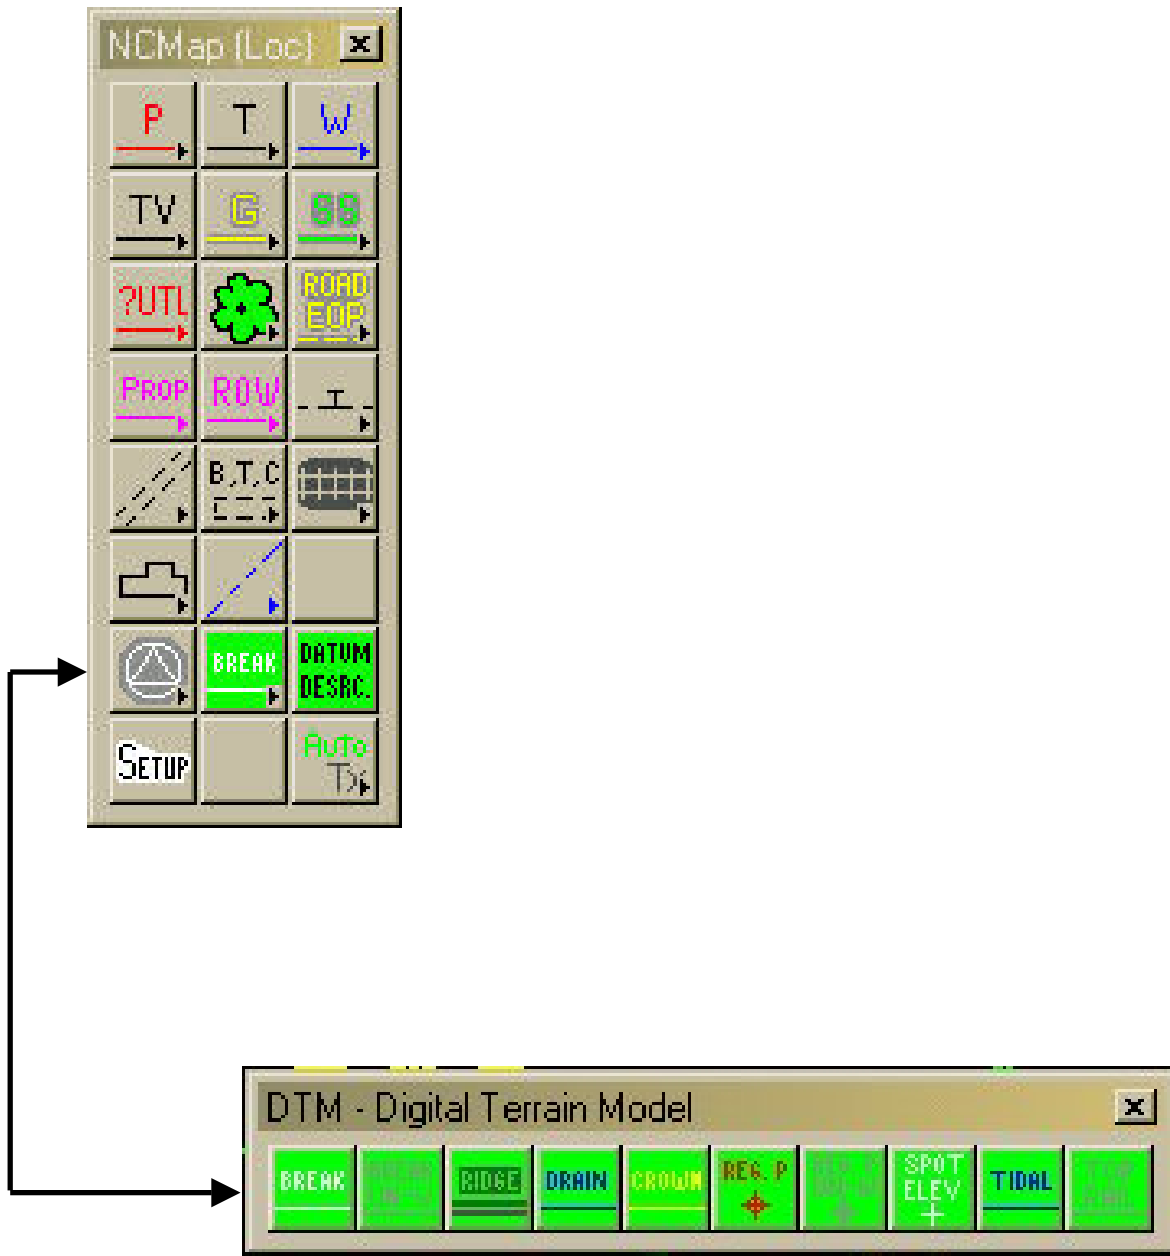 NCMap (Loc)
P
T
W
TV
G
SS
?UTL
ROAD
EOP
PROP
ROW
T
B,T,C
BREAK
DATUM
DESRC.
SETUP
AUTO
TX
DTM - Digital Terrain Model
BREAK
RIDGE
DRAIN
CROWN
REG. P
SPOT
ELEV
TIDAL